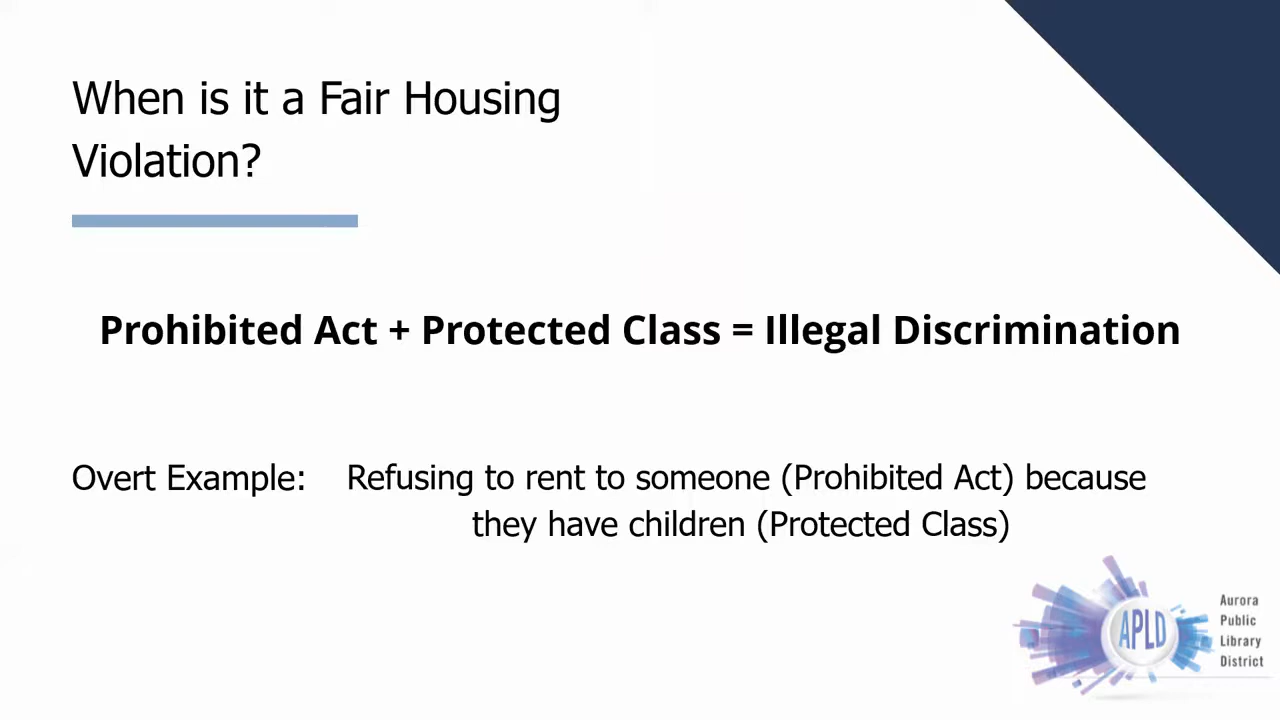 When is it a Fair Housing
Violation?
Prohibited Act + Protected Class = Illegal Discrimination
Overt Example: Refusing to rent to someone (Prohibited Act) because
they have children (Protected Class)
APLD
Aurora
Public
Library
District